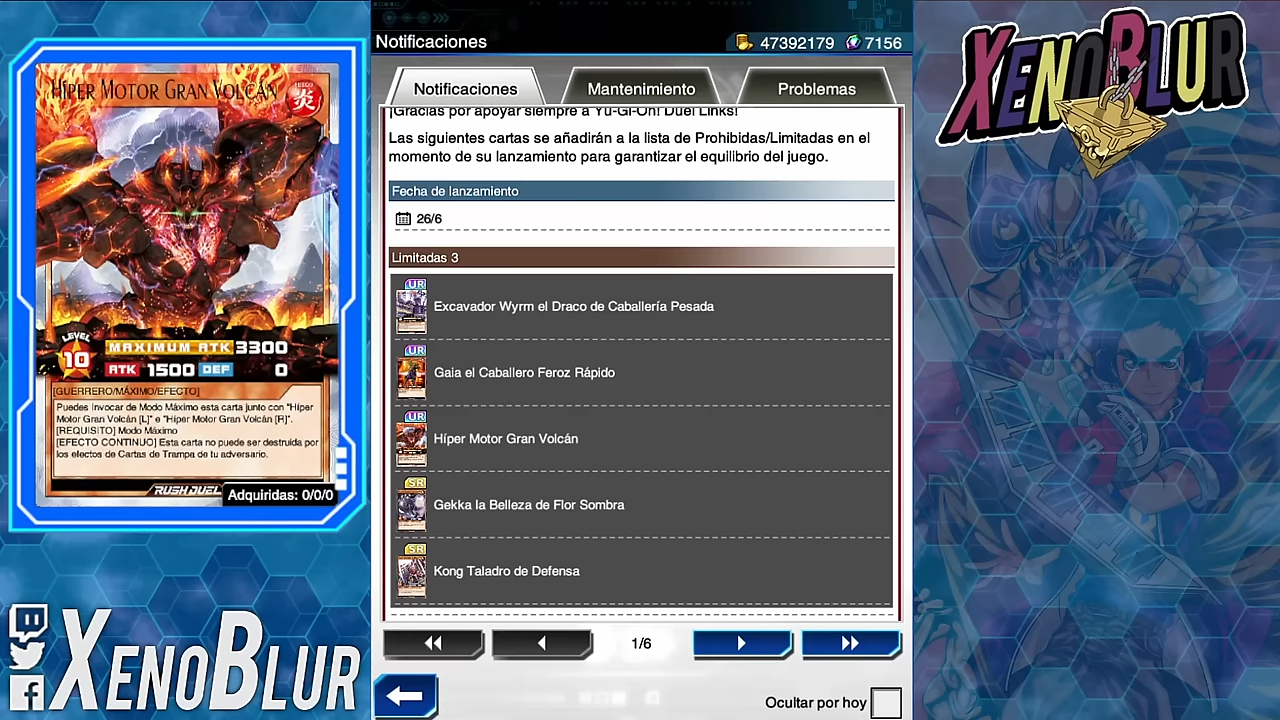 HÍPER MOTOR GRAN VOLCÁN
FUEGO
炎
LEVEL
10
MAXIMUM ATK 3300
ATK 1500 DEF 0
[GUERRERO/MÁXIMO/EFECTO]
Puedes Invocar de Modo Máximo esta carta junto con "Híper
Motor Gran Volcán [L]" e "Híper Motor Gran Volcán [R]".
[REQUISITO] Modo Máximo
[EFECTO CONTINUO] Esta carta no puede ser destruida por
los efectos de Cartas de Trampa de tu adversario.
RUSH DUEL
Adquiridas: 0/0/0
XENOBLUR
Notificaciones
47392179
7156
Notificaciones
Mantenimiento
Problemas
¡Gracias por apoyar siempre a Yu-Gi-Oh! Duel Links!
Las siguientes cartas se añadirán a la lista de Prohibidas/Limitadas en el
momento de su lanzamiento para garantizar el equilibrio del juego.
Fecha de lanzamiento
26/6
Limitadas 3
UR
Excavador Wyrm el Draco de Caballería Pesada
UR
Gaia el Caballero Feroz Rápido
UR
Híper Motor Gran Volcán
SR
Gekka la Belleza de Flor Sombra
SR
Kong Taladro de Defensa
1/6
Ocultar por hoy
XENOBLUR